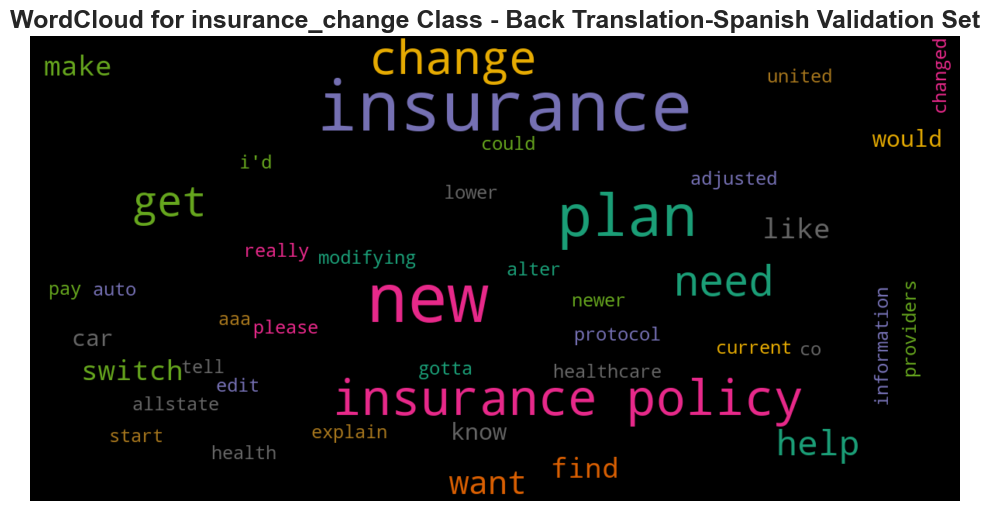 WordCloud for insurance_change Class - Back Translation-Spanish Validation Set
make
change
united
changed
insurance
could
would
i'd
lower
adjusted
get
plan
like
really
modifying
alter
need
pay
auto
new
newer
information
providers
aaa
please
protocol
car
current
co
switch
tell
gotta
healthcare
edit
allstate
insurance policy
start
explain
know
help
health
want
find